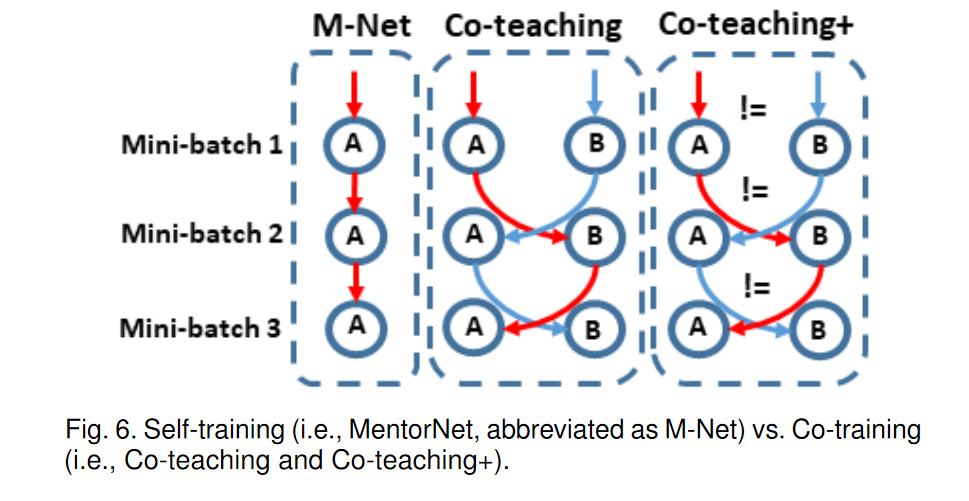 M-Net Co-teaching Co-teaching+
!=
Mini-batch 1 A A B A B
!=
Mini-batch 2 A A B A B
!=
Mini-batch 3 A A B A B
Fig. 6. Self-training (i.e., MentorNet, abbreviated as M-Net) vs. Co-training
(i.e., Co-teaching and Co-teaching+).